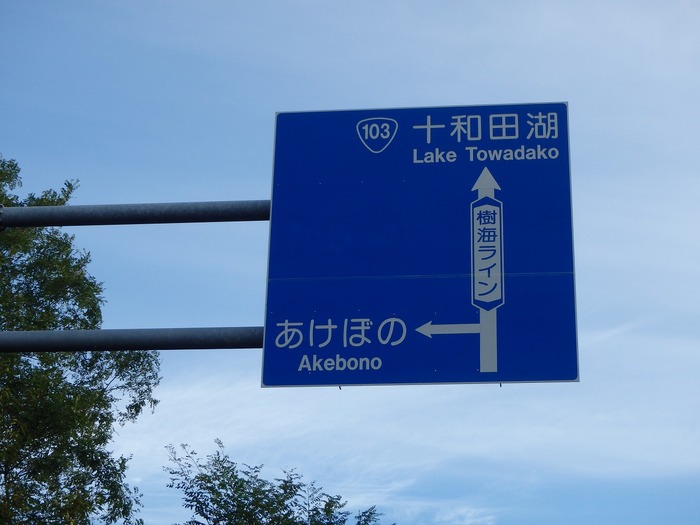 103 十和田湖
Lake Towadako
樹海ライン
あけぼの
Akebono